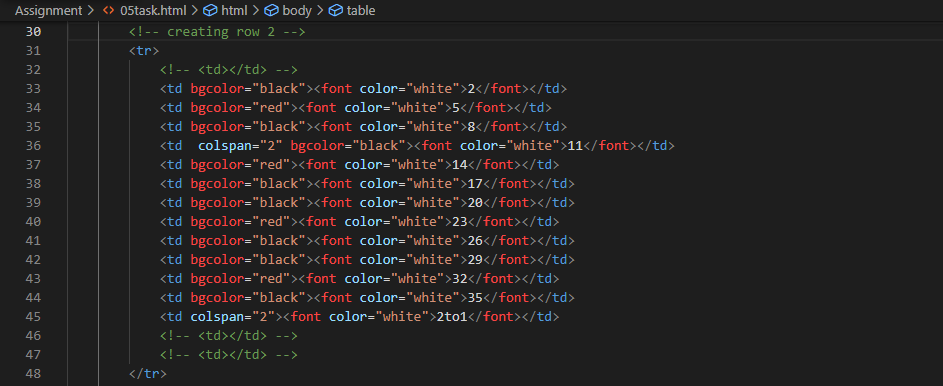 Assignment > 05task.html > html > body > table
30 <!-- creating row 2 -->
31 <tr>
32 <!-- <td></td> -->
33 <td bgcolor="black"><font color="white">2</font></td>
34 <td bgcolor="red"><font color="white">5</font></td>
35 <td bgcolor="black"><font color="white">8</font></td>
36 <td  colspan="2" bgcolor="black"><font color="white">11</font></td>
37 <td bgcolor="red"><font color="white">14</font></td>
38 <td bgcolor="black"><font color="white">17</font></td>
39 <td bgcolor="black"><font color="white">20</font></td>
40 <td bgcolor="red"><font color="white">23</font></td>
41 <td bgcolor="black"><font color="white">26</font></td>
42 <td bgcolor="black"><font color="white">29</font></td>
43 <td bgcolor="red"><font color="white">32</font></td>
44 <td bgcolor="black"><font color="white">35</font></td>
45 <td colspan="2"><font color="white">2to1</font></td>
46 <!-- <td></td> -->
47 <!-- <td></td> -->
48 </tr>